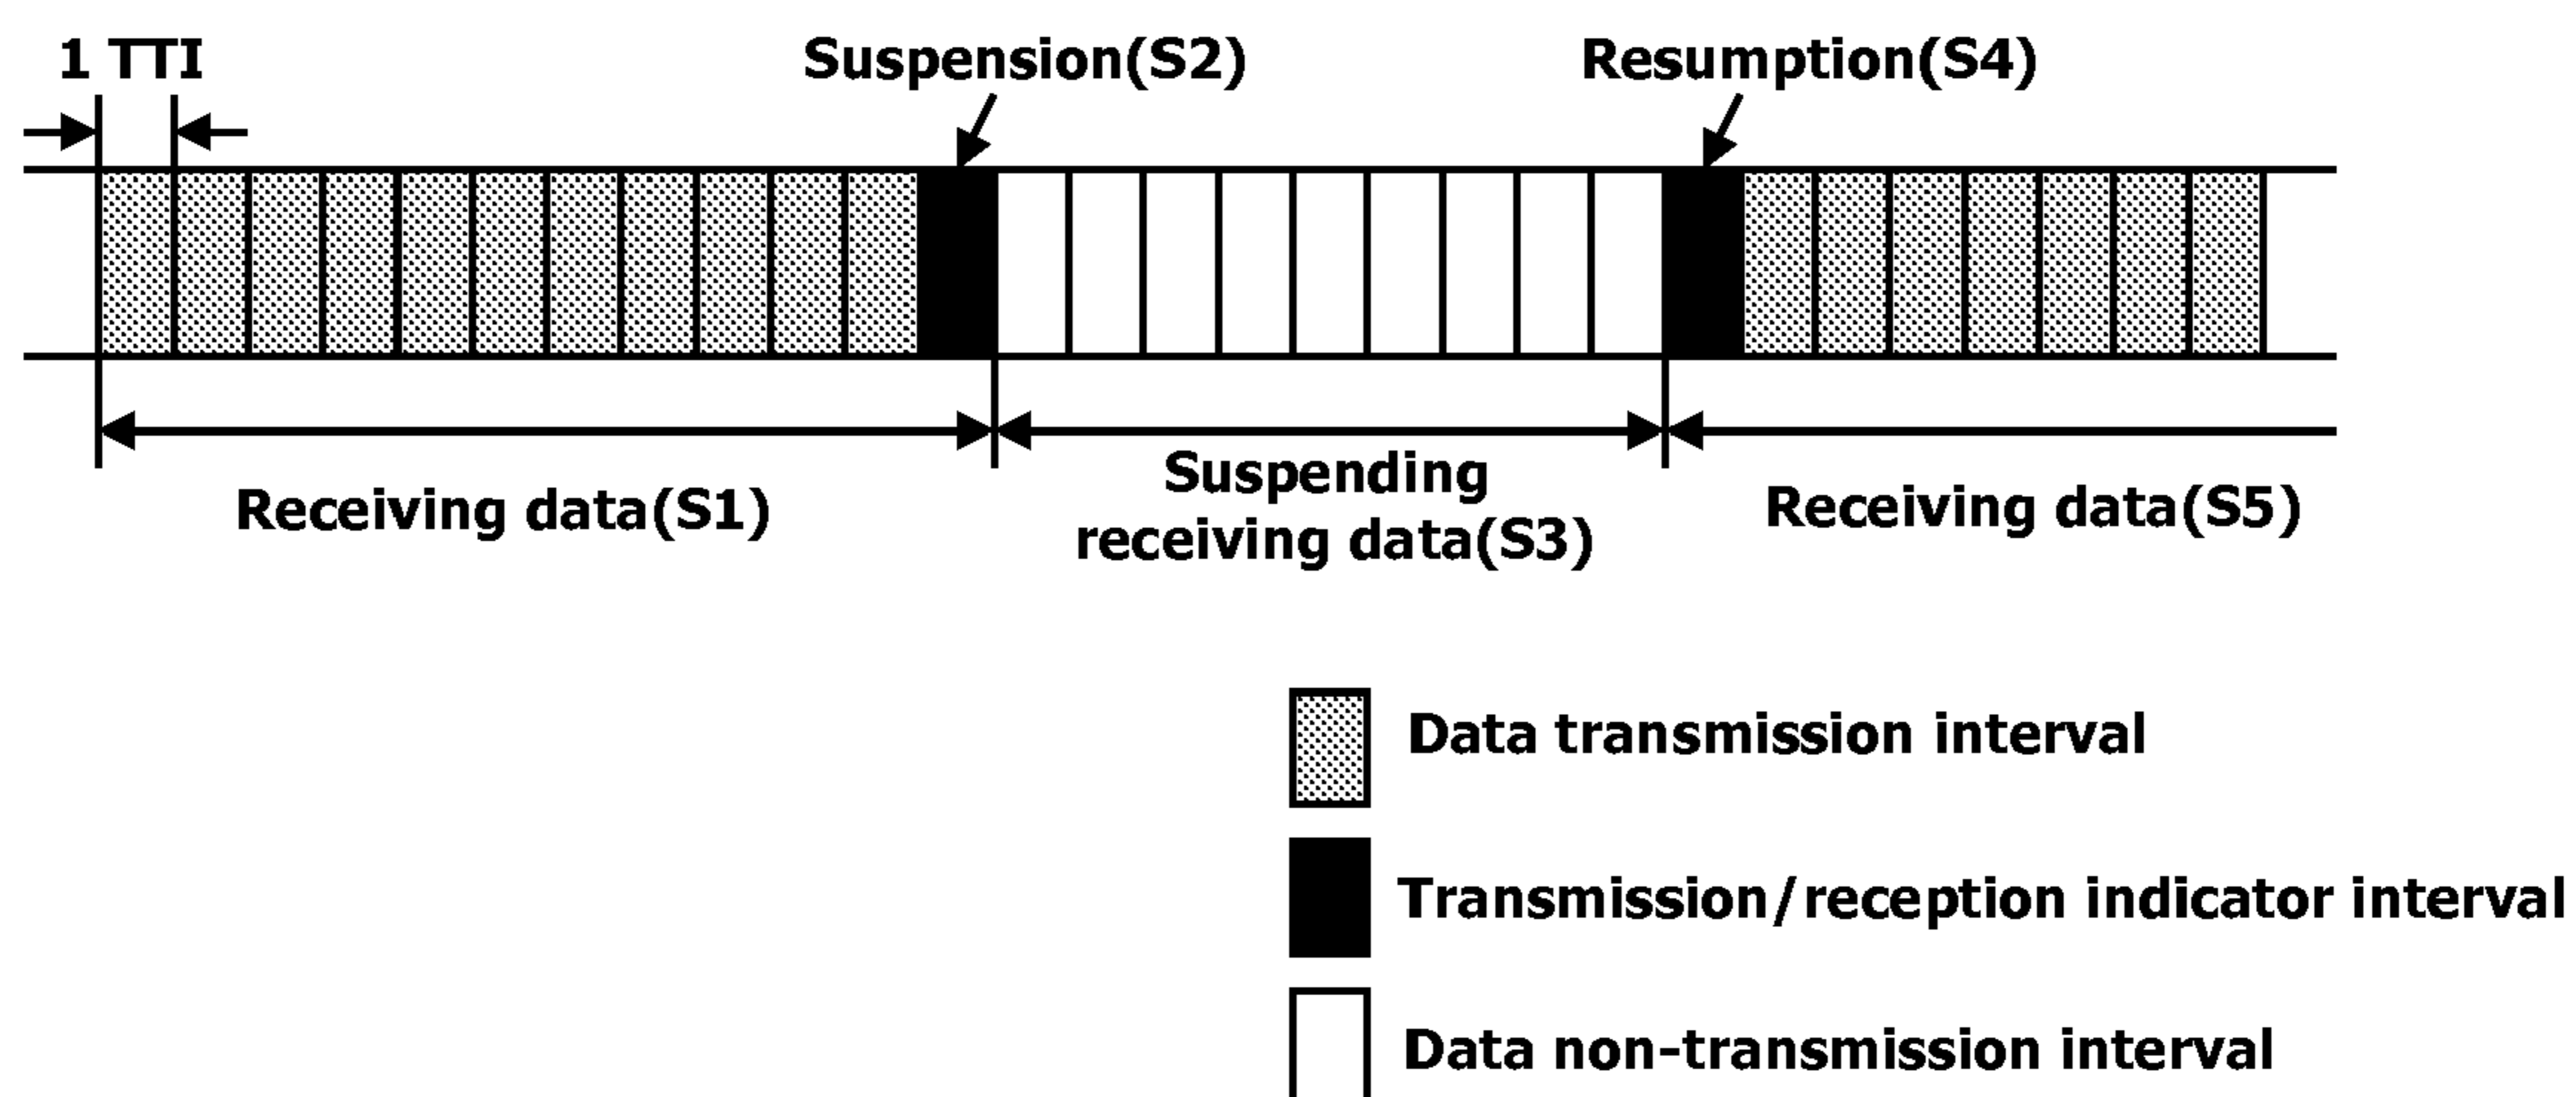 1 TTI
Suspension(S2)
Resumption(S4)
Receiving data(S1)
Suspending
receiving data(S3)
Receiving data(S5)
Data transmission interval
Transmission/reception indicator interval
Data non-transmission interval